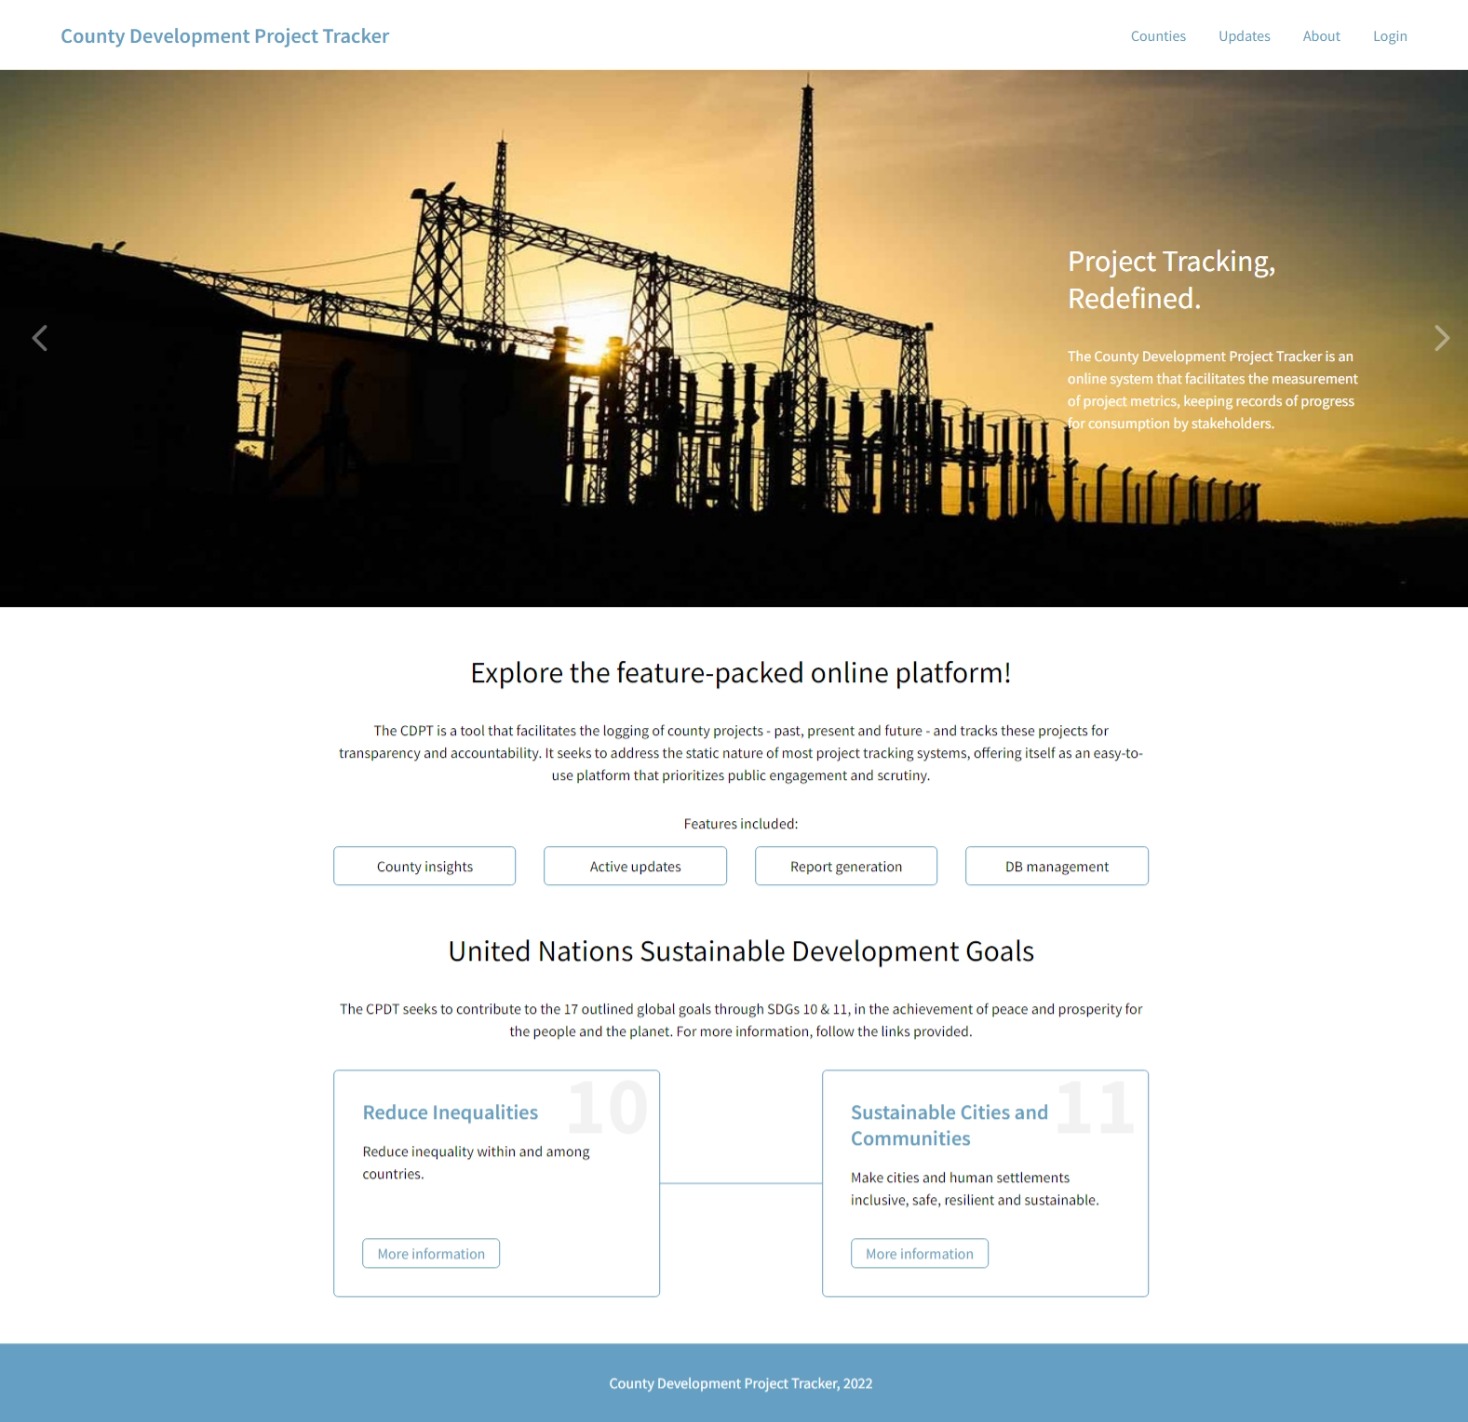 County Development Project Tracker
Counties Updates About Login
Project Tracking,
Redefined.
The County Development Project Tracker is an
online system that facilitates the measurement
of project metrics, keeping records of progress
for consumption by stakeholders.
Explore the feature-packed online platform!
The CDPT is a tool that facilitates the logging of county projects - past, present and future - and tracks these projects for
transparency and accountability. It seeks to address the static nature of most project tracking systems, offering itself as an easy-to-
use platform that prioritizes public engagement and scrutiny.
Features included:
County insights
Active updates
Report generation
DB management
United Nations Sustainable Development Goals
The CPDT seeks to contribute to the 17 outlined global goals through SDGs 10 & 11, in the achievement of peace and prosperity for
the people and the planet. For more information, follow the links provided.
10
Reduce Inequalities
Reduce inequality within and among
countries.
More information
11
Sustainable Cities and
Communities
Make cities and human settlements
inclusive, safe, resilient and sustainable.
More information
County Development Project Tracker, 2022